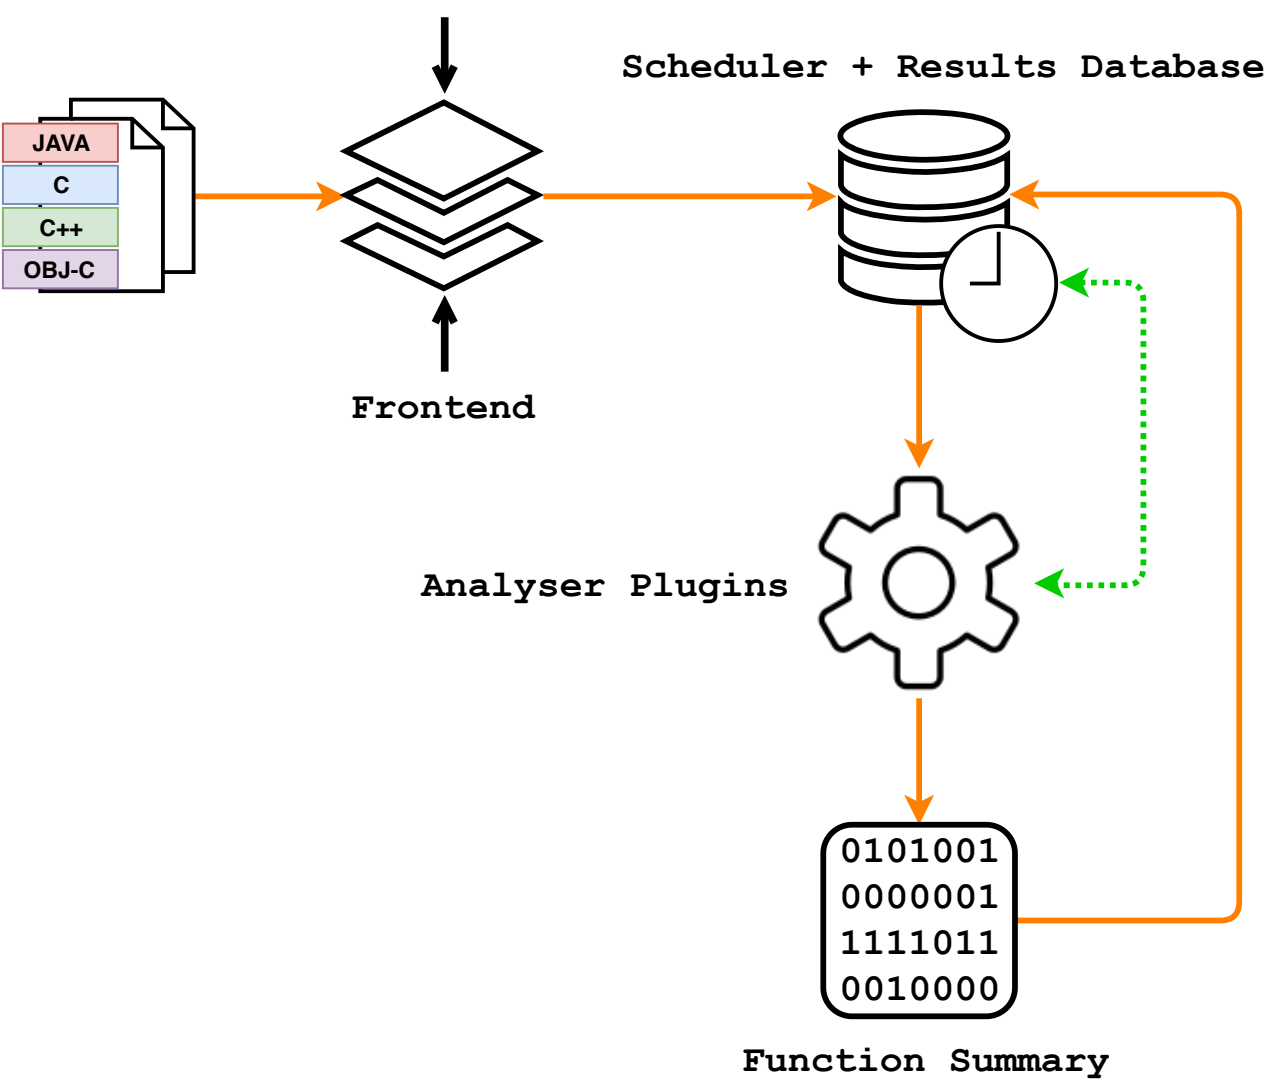 Scheduler + Results Database
JAVA
C
C++
OBJ-C
Frontend
Analyser Plugins
0101001
0000001
1111011
0010000
Function Summary